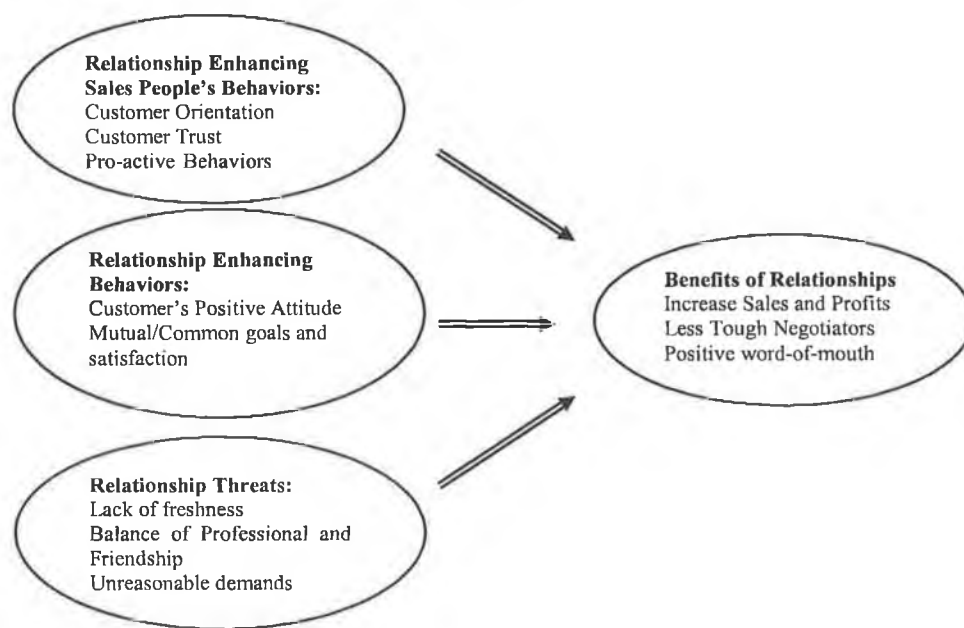 Relationship Enhancing
Sales People's Behaviors:
Customer Orientation
Customer Trust
Pro-active Behaviors
Relationship Enhancing
Behaviors:
Customer's Positive Attitude
Mutual/Common goals and
satisfaction
Relationship Threats:
Lack of freshness
Balance of Professional and
Friendship
Unreasonable demands
Benefits of Relationships
Increase Sales and Profits
Less Tough Negotiators
Positive word-of-mouth